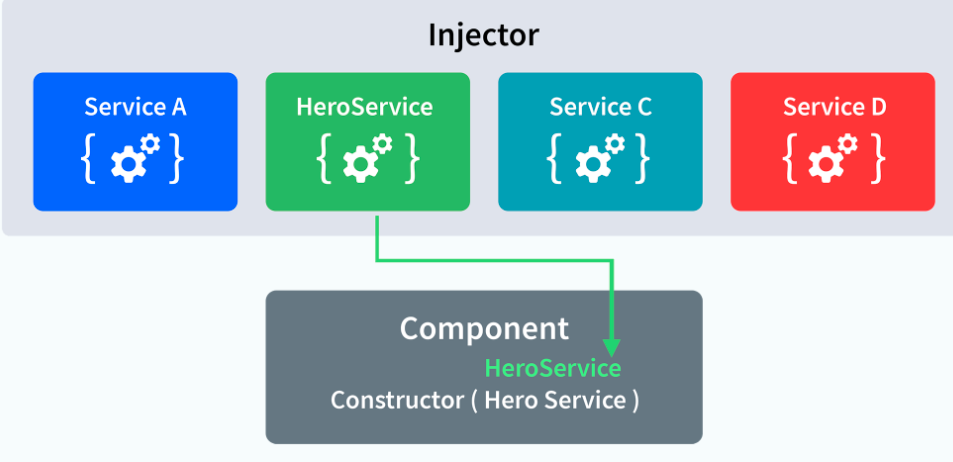 Injector
Service A
HeroService
Service C
Service D
{ }
{ }
{ }
{ }
Component
HeroService
Constructor ( Hero Service )